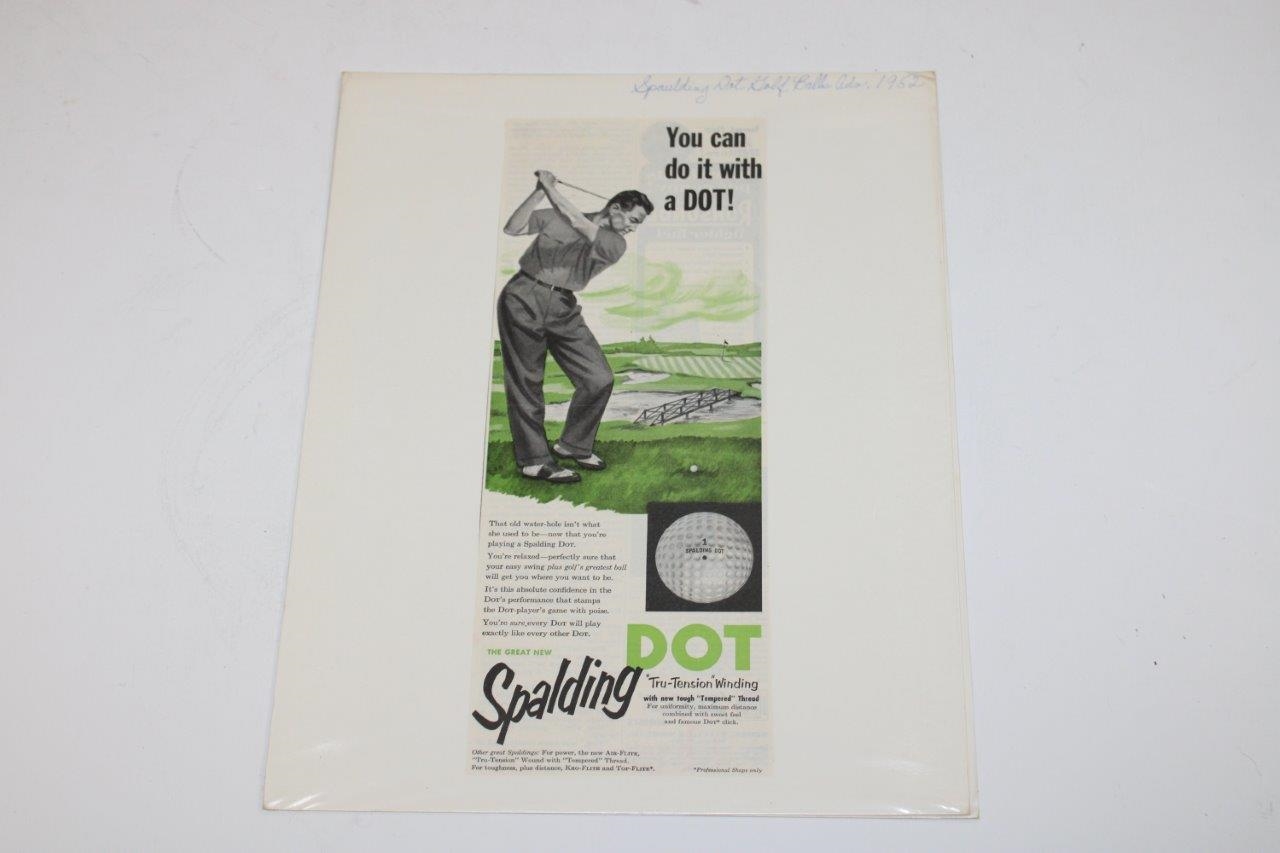 Spaulding Dot Golf Balls Adv. 1952
You can
do it with
a DOT!
1
SPALDING DOT
That old water-hole isn't what
she used to be—now that you're
playing a Spalding DOT.
You're relaxed—perfectly sure that
your easy swing plus golf's greatest ball
will get you where you want to be.
It's this absolute confidence in the
DOT's performance that stamps
the DOT-player's game with poise.
You're sure, every DOT will play
exactly like every other DOT.
THE GREAT NEW
Spalding
DOT
"Tru-Tension" Winding
with new tough "Tempered" Thread
For uniformity, maximum distance
combined with sweet feel
and famous DOT* click.
Other great Spaldings: For power, the new AIR-FLITE,
"Tru-Tension" Wound with "Tempered" Thread.
For toughness, plus distance, KRO-FLITE and TOP-FLITE*.
*Professional Shops only